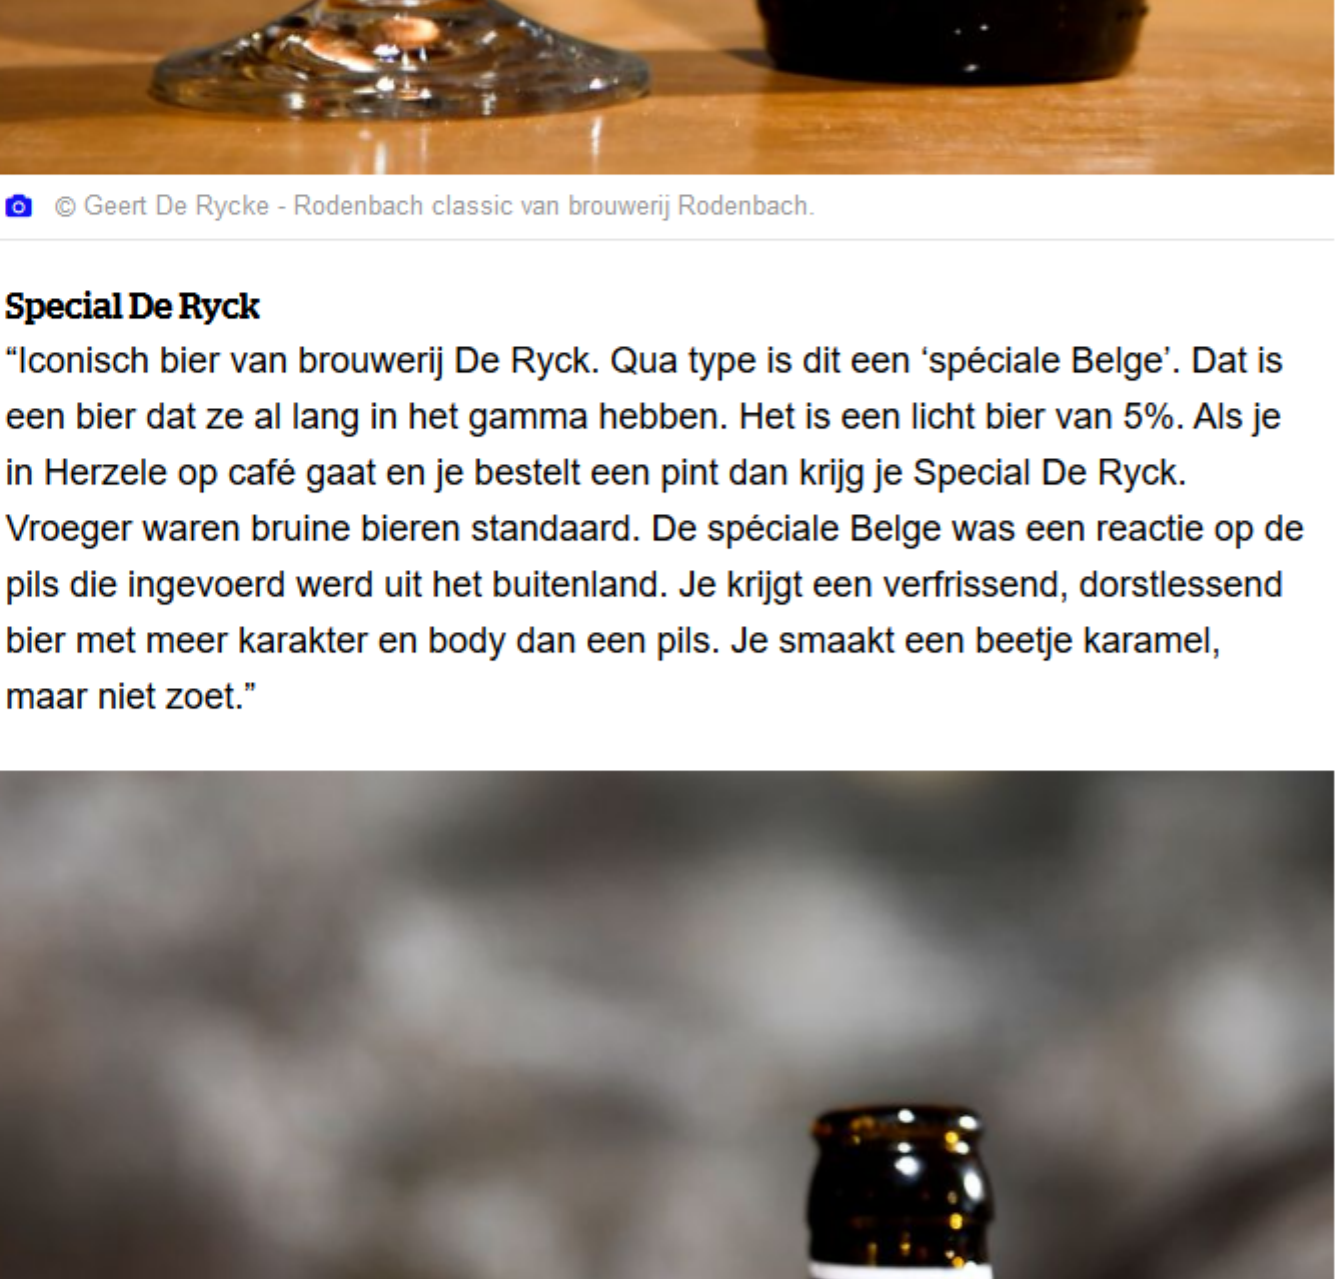 © Geert De Rycke - Rodenbach classic van brouwerij Rodenbach.
Special De Ryck
“Iconisch bier van brouwerij De Ryck. Qua type is dit een ‘spéciale Belge’. Dat is
een bier dat ze al lang in het gamma hebben. Het is een licht bier van 5%. Als je
in Herzele op café gaat en je bestelt een pint dan krijg je Special De Ryck.
Vroeger waren bruine bieren standaard. De spéciale Belge was een reactie op de
pils die ingevoerd werd uit het buitenland. Je krijgt een verfrissend, dorstlessend
bier met meer karakter en body dan een pils. Je smaakt een beetje karamel,
maar niet zoet.”